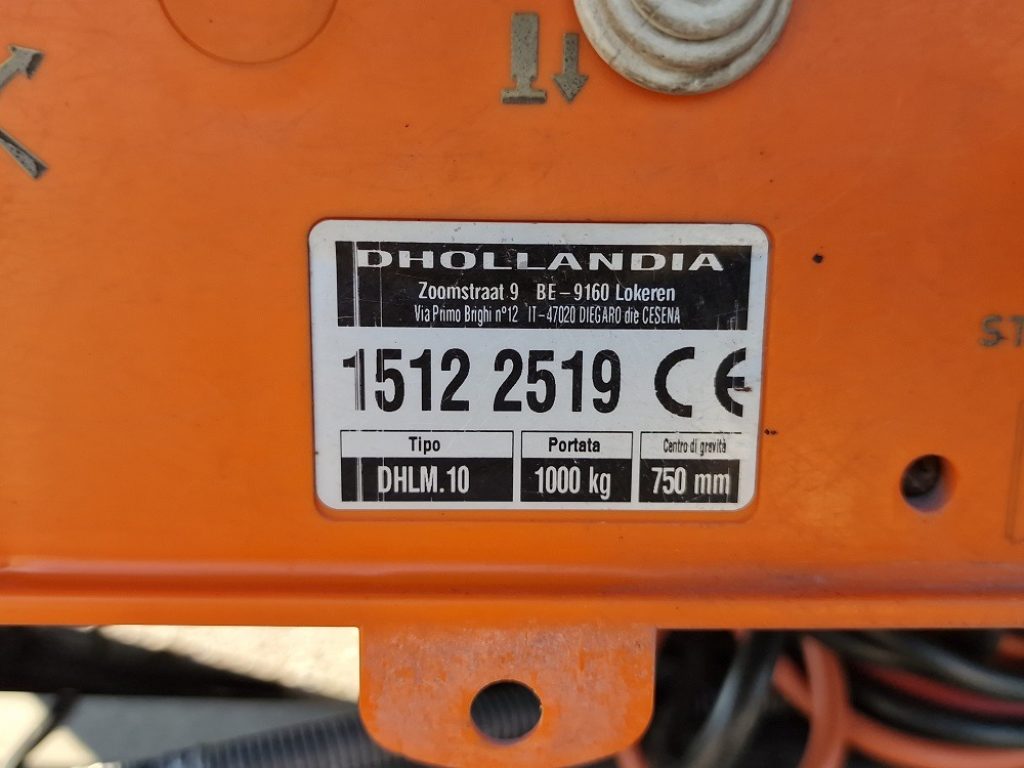 DHOLLANDIA
Zoomstraat 9 BE-9160 Lokeren
Via Primo Brighi n°12 IT-47020 DIEGARO die CESENA
1512 2519 CE
Tipo Portata Centro di gravità
DHLM.10 1000 kg 750 mm